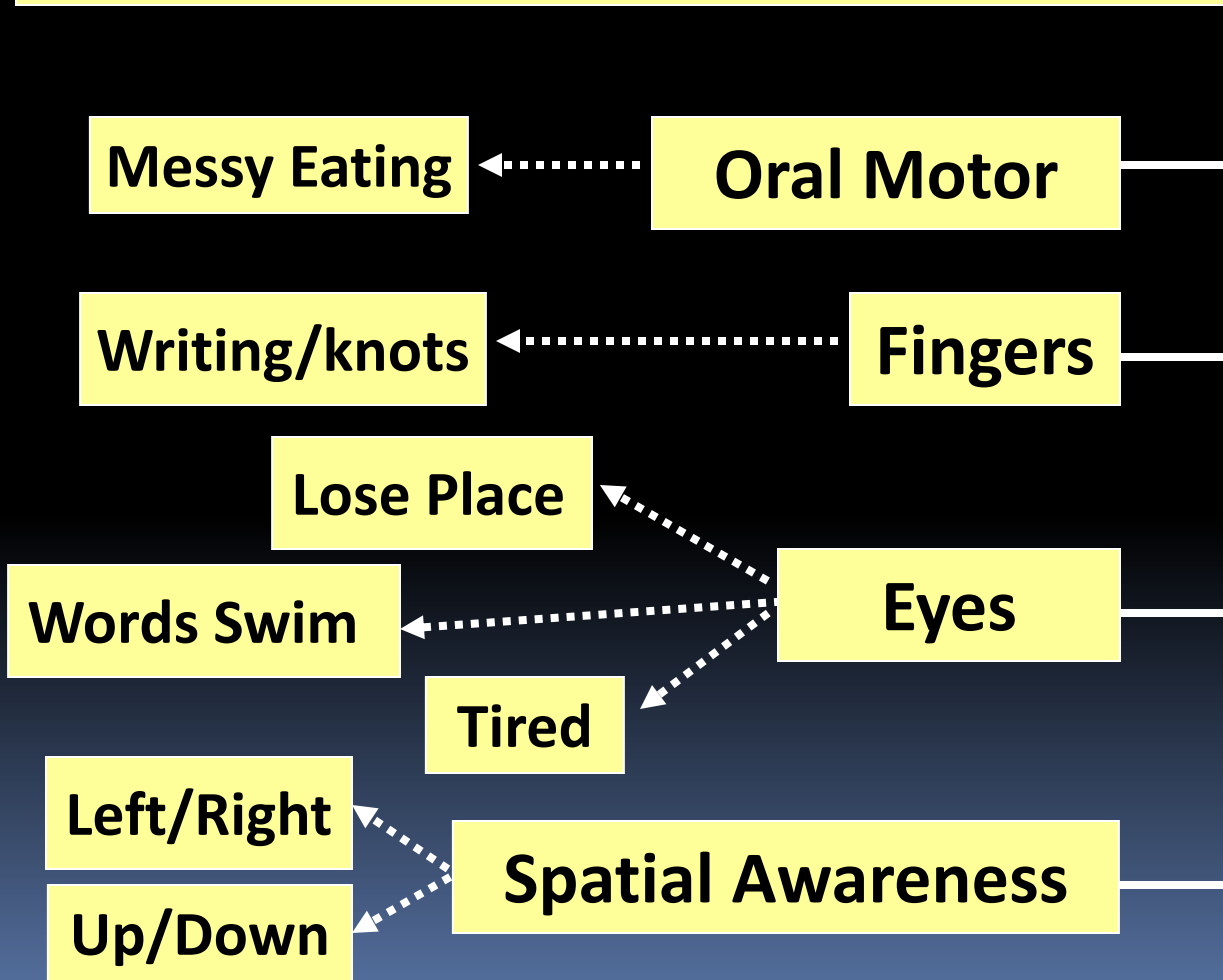 Messy Eating
Oral Motor
Writing/knots
Fingers
Lose Place
Eyes
Words Swim
Tired
Left/Right
Spatial Awareness
Up/Down